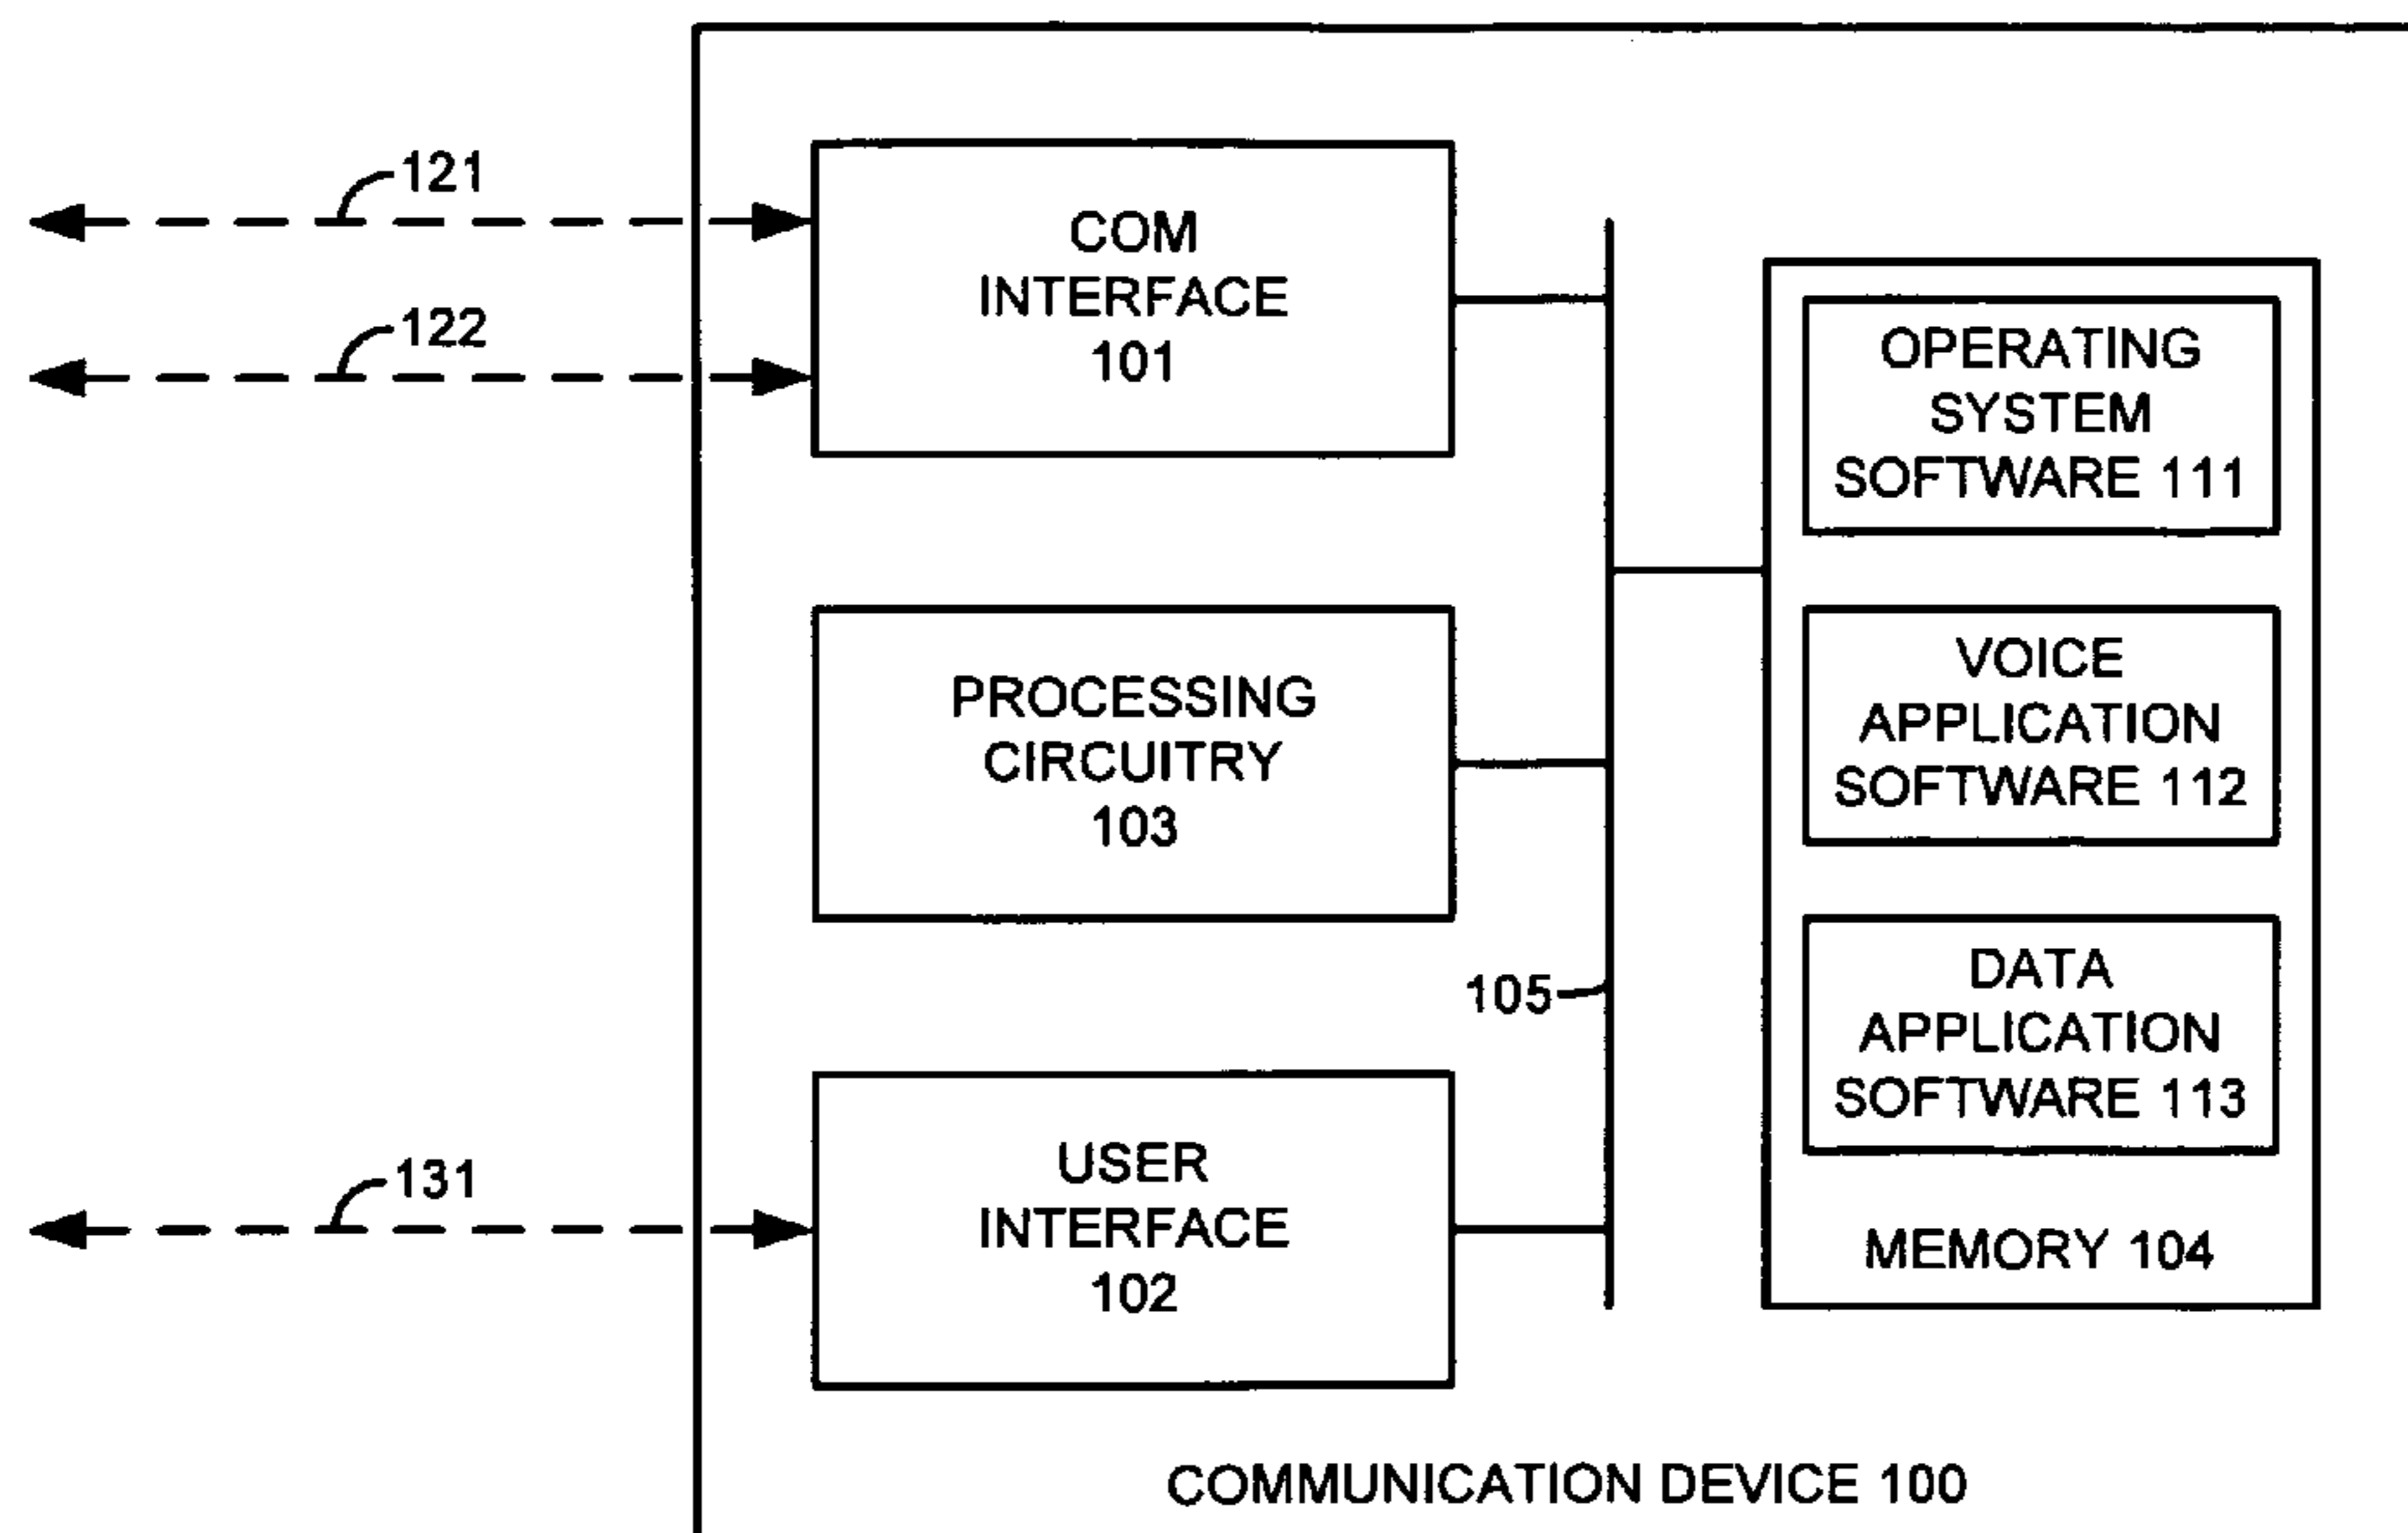 121
122
COM
INTERFACE
101
PROCESSING
CIRCUITRY
103
105
131
USER
INTERFACE
102
OPERATING
SYSTEM
SOFTWARE 111
VOICE
APPLICATION
SOFTWARE 112
DATA
APPLICATION
SOFTWARE 113
MEMORY 104
COMMUNICATION DEVICE 100